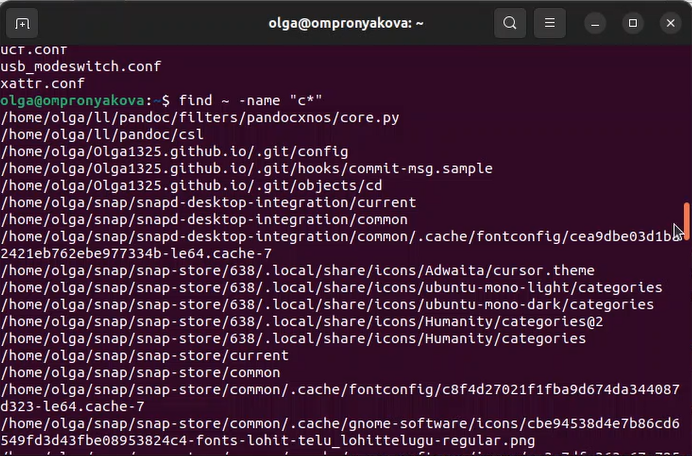 olga@ompronyakova: ~
ucf.conf
usb_modeswitch.conf
xattr.conf
olga@ompronyakova:~$ find ~ -name "c*"
/home/olga/ll/pandoc/filters/pandocxnos/core.py
/home/olga/ll/pandoc/csl
/home/olga/Olga1325.github.io/.git/config
/home/olga/Olga1325.github.io/.git/hooks/commit-msg.sample
/home/olga/Olga1325.github.io/.git/objects/cd
/home/olga/snap/snapd-desktop-integration/current
/home/olga/snap/snapd-desktop-integration/common
/home/olga/snap/snapd-desktop-integration/common/.cache/fontconfig/cea9dbe03d1bb
2421eb762ebe977334b-le64.cache-7
/home/olga/snap/snap-store/638/.local/share/icons/Adwaita/cursor.theme
/home/olga/snap/snap-store/638/.local/share/icons/ubuntu-mono-light/categories
/home/olga/snap/snap-store/638/.local/share/icons/ubuntu-mono-dark/categories
/home/olga/snap/snap-store/638/.local/share/icons/Humanity/categories@2
/home/olga/snap/snap-store/638/.local/share/icons/Humanity/categories
/home/olga/snap/snap-store/current
/home/olga/snap/snap-store/common
/home/olga/snap/snap-store/common/.cache/fontconfig/c8f4d27021f1fba9d674da344087
d323-le64.cache-7
/home/olga/snap/snap-store/common/.cache/gnome-software/icons/cbe94538d4e7b86cd6
549fd3d43fbe08953824c4-fonts-lohit-telu_lohittelugu-regular.png